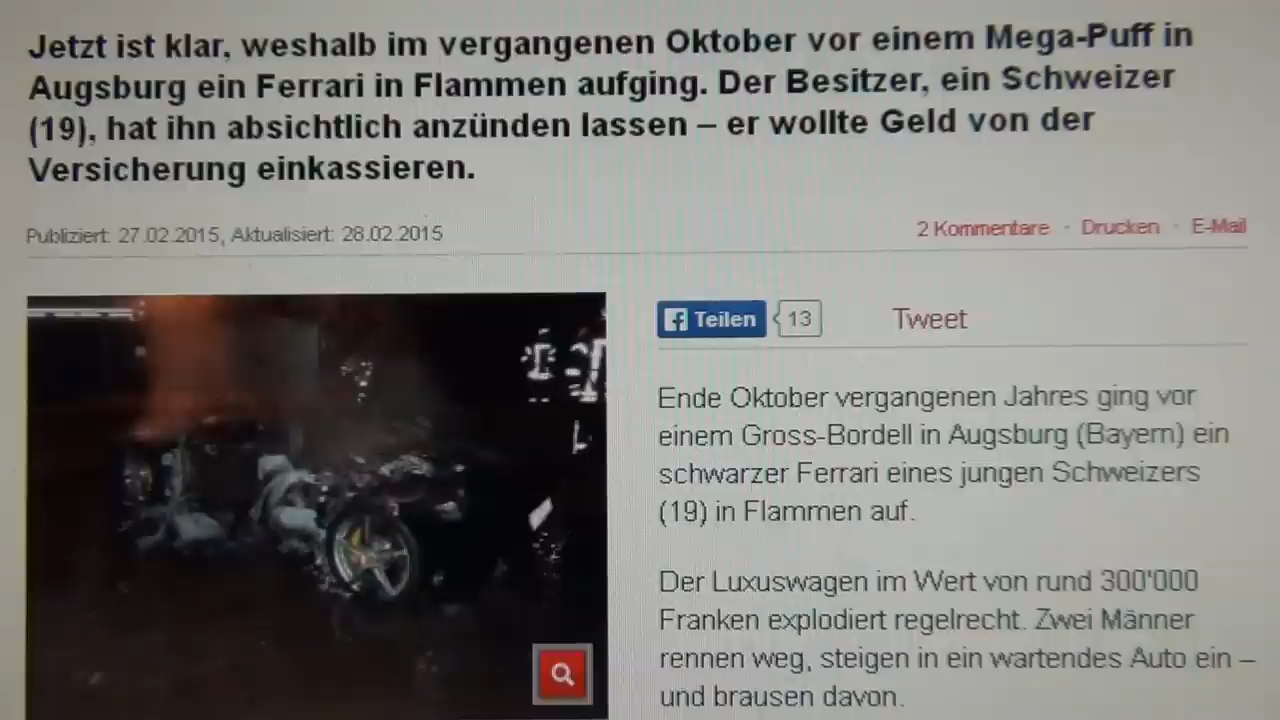 Jetzt ist klar, weshalb im vergangenen Oktober vor einem Mega-Puff in
Augsburg ein Ferrari in Flammen aufging. Der Besitzer, ein Schweizer
(19), hat ihn absichtlich anzünden lassen – er wollte Geld von der
Versicherung einkassieren.
Publiziert: 27.02.2015, Aktualisiert: 28.02.2015
2 Kommentare · Drucken · E-Mail
Teilen 13 Tweet
Ende Oktober vergangenen Jahres ging vor
einem Gross-Bordell in Augsburg (Bayern) ein
schwarzer Ferrari eines jungen Schweizers
(19) in Flammen auf.
Der Luxuswagen im Wert von rund 300'000
Franken explodiert regelrecht. Zwei Männer
rennen weg, steigen in ein wartendes Auto ein –
und brausen davon.